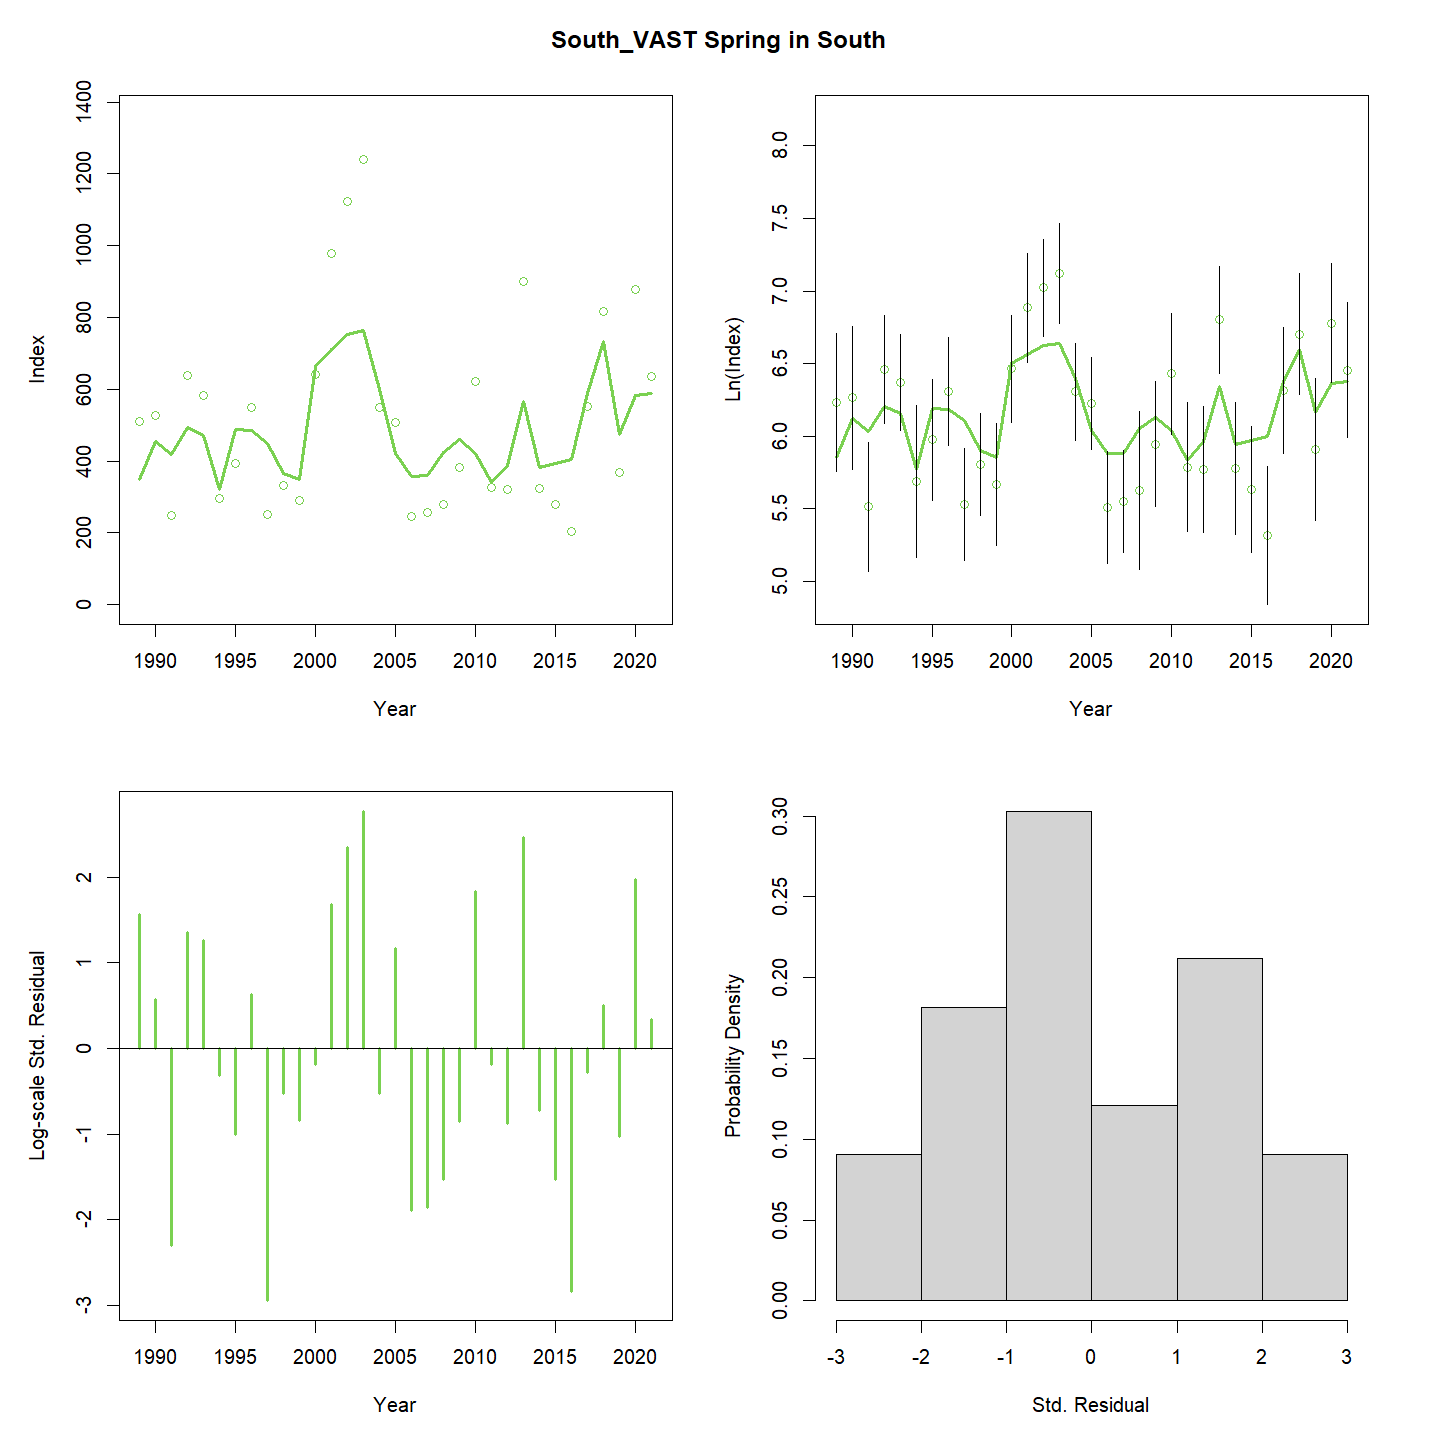 South_VAST Spring in South
Index
0 200 400 600 800 1000 1200 1400
1990 1995 2000 2005 2010 2015 2020
Year
Ln(Index)
5.0 5.5 6.0 6.5 7.0 7.5 8.0
1990 1995 2000 2005 2010 2015 2020
Year
Log-scale Std. Residual
-3 -2 -1 0 1 2
1990 1995 2000 2005 2010 2015 2020
Year
Probability Density
0.00 0.05 0.10 0.15 0.20 0.25 0.30
-3 -2 -1 0 1 2 3
Std. Residual